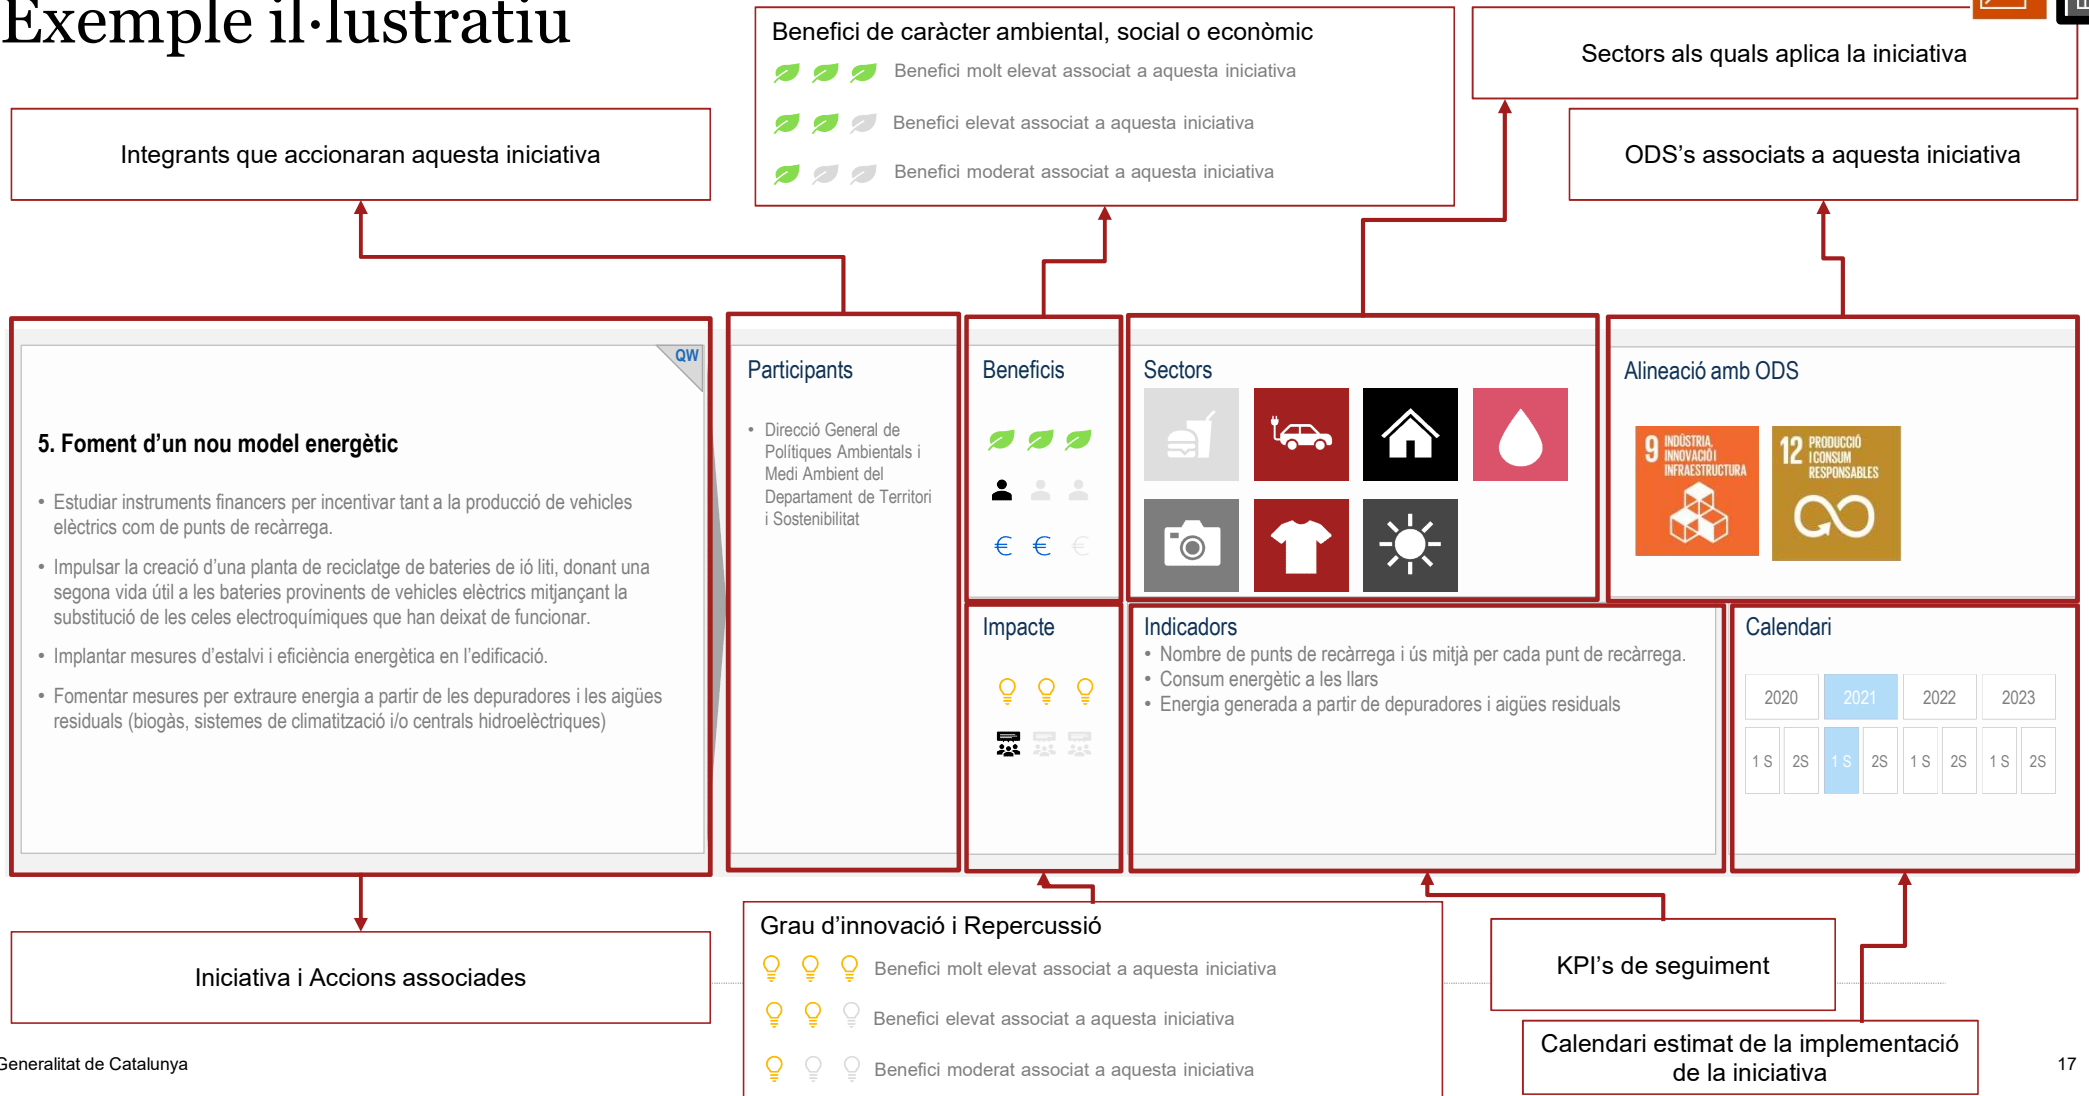 Exemple il·lustratiu
Benefici de caràcter ambiental, social o econòmic
Benefici molt elevat associat a aquesta iniciativa
Benefici elevat associat a aquesta iniciativa
Benefici moderat associat a aquesta iniciativa
Sectors als quals aplica la iniciativa
Integrants que accionaran aquesta iniciativa
ODS's associats a aquesta iniciativa
QW
5. Foment d'un nou model energètic
• Estudiar instruments financers per incentivar tant a la producció de vehicles
elèctrics com de punts de recàrrega.
• Impulsar la creació d'una planta de reciclatge de bateries de ió liti, donant una
segona vida útil a les bateries provinents de vehicles elèctrics mitjançant la
substitució de les celes electroquímiques que han deixat de funcionar.
• Implantar mesures d'estalvi i eficiència energètica en l'edificació.
• Fomentar mesures per extraure energia a partir de les depuradores i les aigües
residuals (biogàs, sistemes de climatització i/o centrals hidroelèctriques)
Participants
• Direcció General de
Polítiques Ambientals i
Medi Ambient del
Departament de Territori
i Sostenibilitat
Beneficis
€ € €
Sectors
Alineació amb ODS
9 INDÚSTRIA,
INNOVACIÓ I
INFRAESTRUCTURA
12 PRODUCCIÓ
I CONSUM
RESPONSABLES
Impacte
Indicadors
• Nombre de punts de recàrrega i ús mitjà per cada punt de recàrrega.
• Consum energètic a les llars
• Energia generada a partir de depuradores i aigües residuals
Calendari
2020 2021 2022 2023
1 S 2S 1 S 2S 1 S 2S 1 S 2S
Iniciativa i Accions associades
Grau d'innovació i Repercussió
Benefici molt elevat associat a aquesta iniciativa
Benefici elevat associat a aquesta iniciativa
Benefici moderat associat a aquesta iniciativa
KPI's de seguiment
Calendari estimat de la implementació
de la iniciativa
Generalitat de Catalunya
17